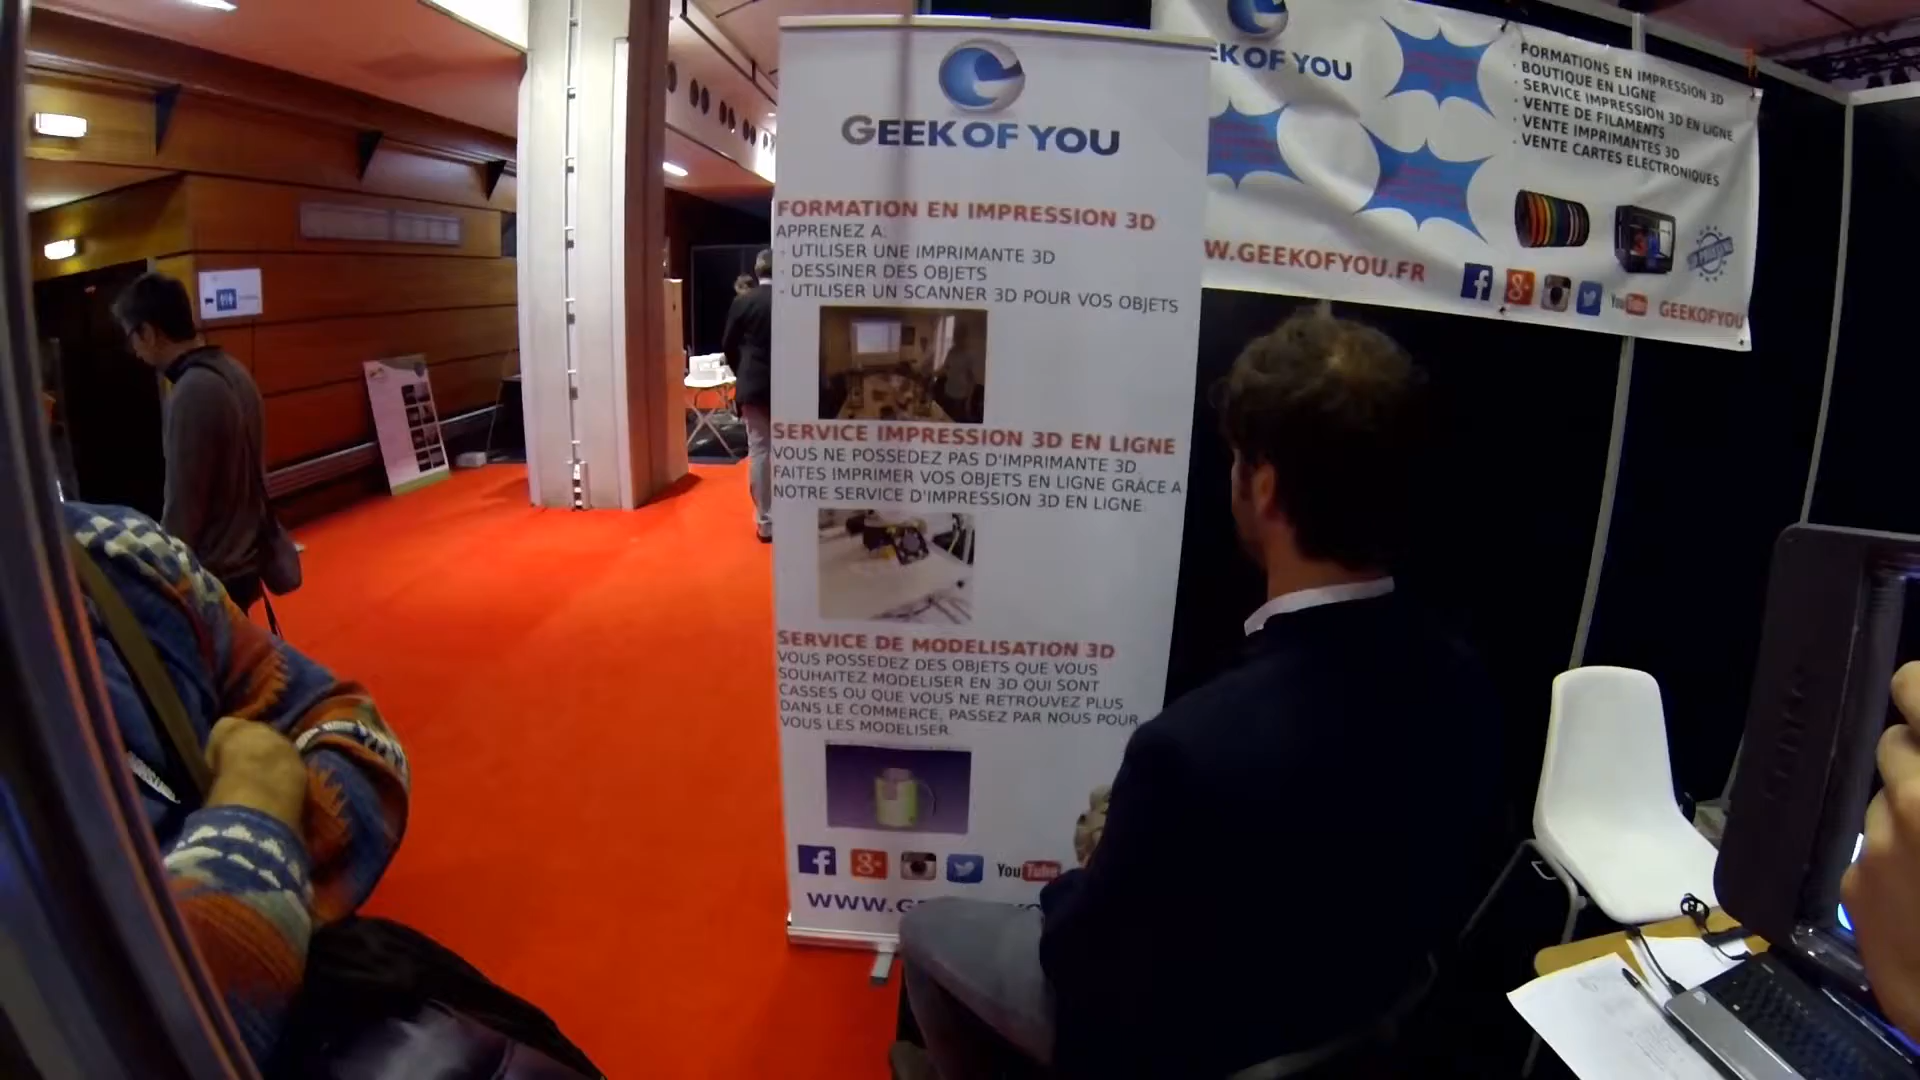 GEEK OF YOU
FORMATION EN IMPRESSION 3D
APPRENEZ A:
- UTILISER UNE IMPRIMANTE 3D
- DESSINER DES OBJETS
- UTILISER UN SCANNER 3D POUR VOS OBJETS
SERVICE IMPRESSION 3D EN LIGNE
VOUS NE POSSEDEZ PAS D'IMPRIMANTE 3D
FAITES IMPRIMER VOS OBJETS EN LIGNE GRÂCE A
NOTRE SERVICE D'IMPRESSION 3D EN LIGNE
SERVICE DE MODELISATION 3D
VOUS POSSEDEZ DES OBJETS QUE VOUS
SOUHAITEZ MODELISER EN 3D QUI SONT
CASSES OU QUE VOUS NE RETROUVEZ PLUS
DANS LE COMMERCE, PASSEZ PAR NOUS POUR
VOUS LES MODELISER.
YouTube
WWW.G
EK OF YOU
- FORMATIONS EN IMPRESSION 3D
- BOUTIQUE EN LIGNE
- SERVICE IMPRESSION 3D EN LIGNE
- VENTE DE FILAMENTS
- VENTE IMPRIMANTES 3D
- VENTE CARTES ELECTRONIQUES
W.GEEKOFYOU.FR
YouTube GEEKOFYOU